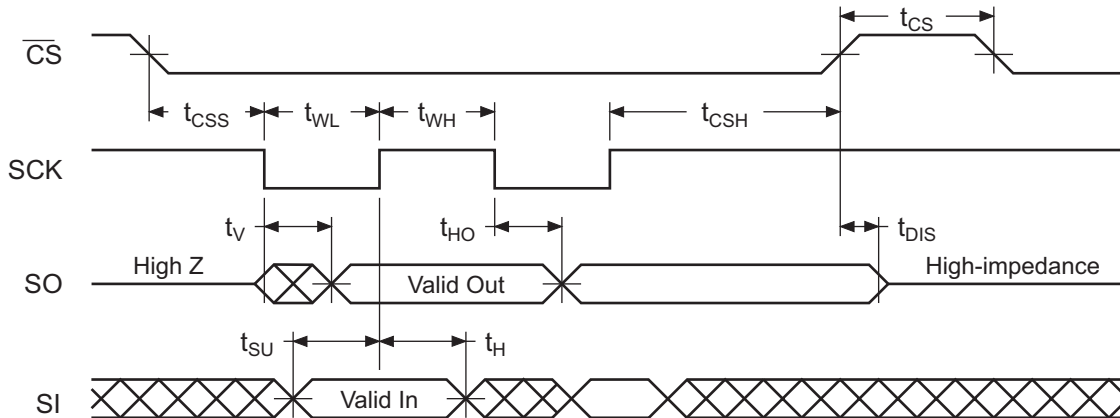 t_CS
C̅S̅
t_CSS t_WL t_WH t_CSH
SCK
t_V t_HO t_DIS
High Z High-impedance
SO Valid Out
t_SU t_H
SI Valid In